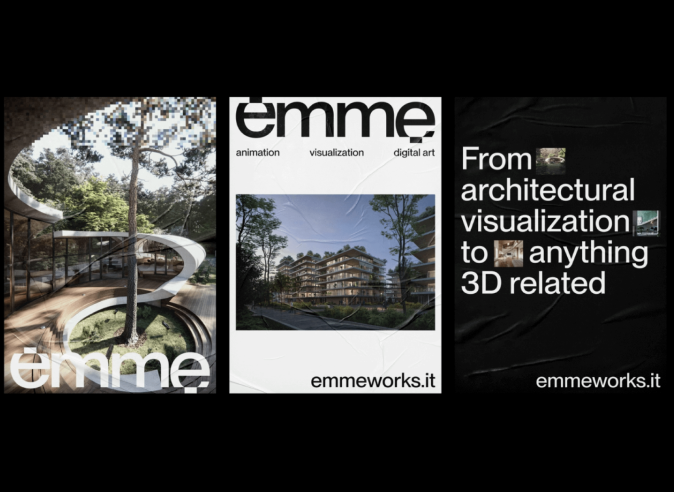 emme
emme
animation visualization digital art
emmeworks.it
From
architectural
visualization
to anything
3D related
emmeworks.it